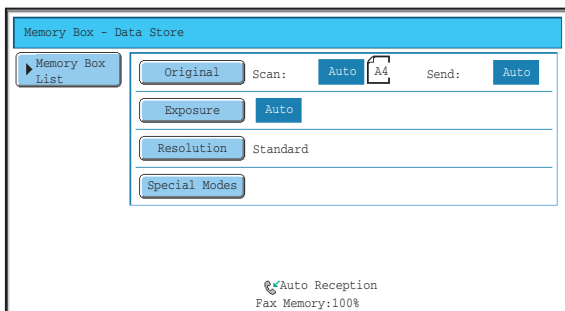 Memory Box - Data Store
Memory Box
List
Original Scan: Auto A4 Send: Auto
Exposure Auto
Resolution Standard
Special Modes
Auto Reception
Fax Memory:100%